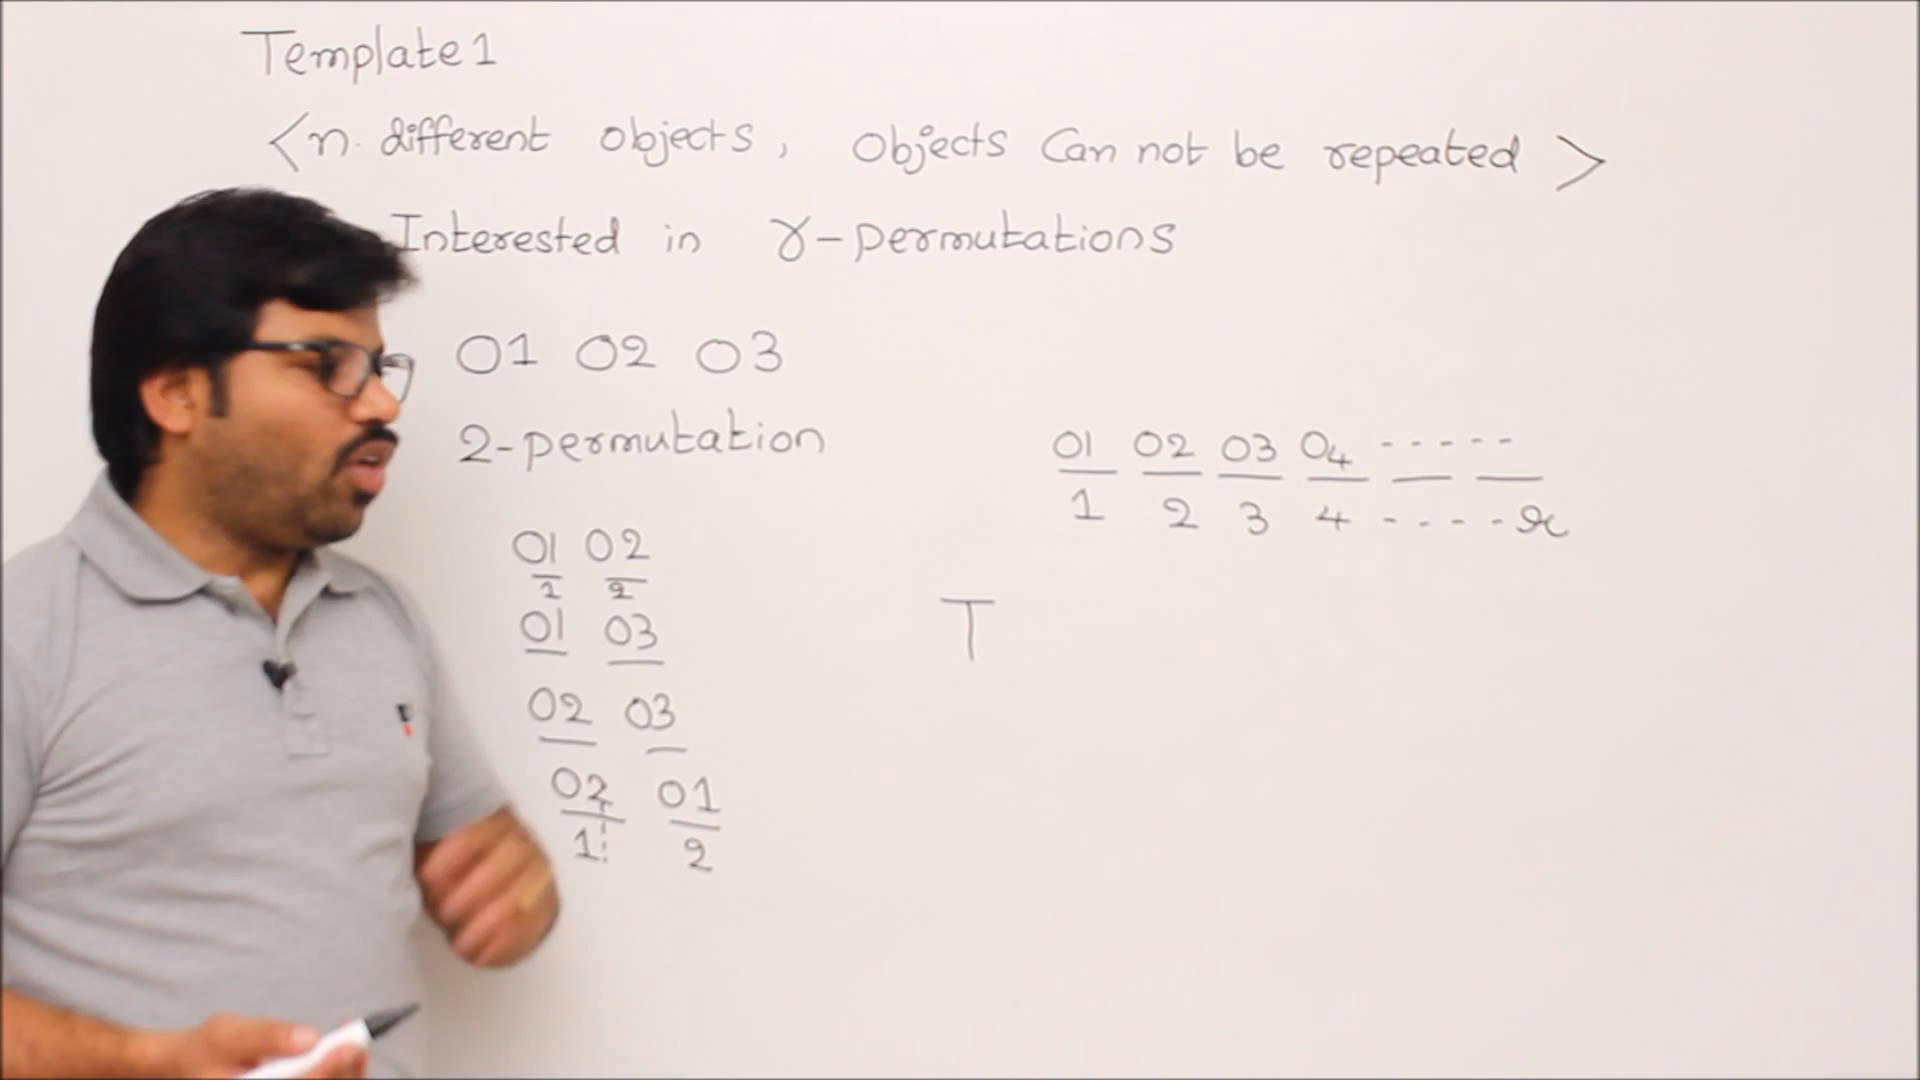 Template 1
<n. different objects, Objects Can not be repeated>
Interested in r-permutations
O1 O2 O3
2-permutation
O1 O2
1 2
O1 O3
O2 O3
O2 O1
1 2
O1 O2 O3 O4 -----
1 2 3 4 ---- r
T